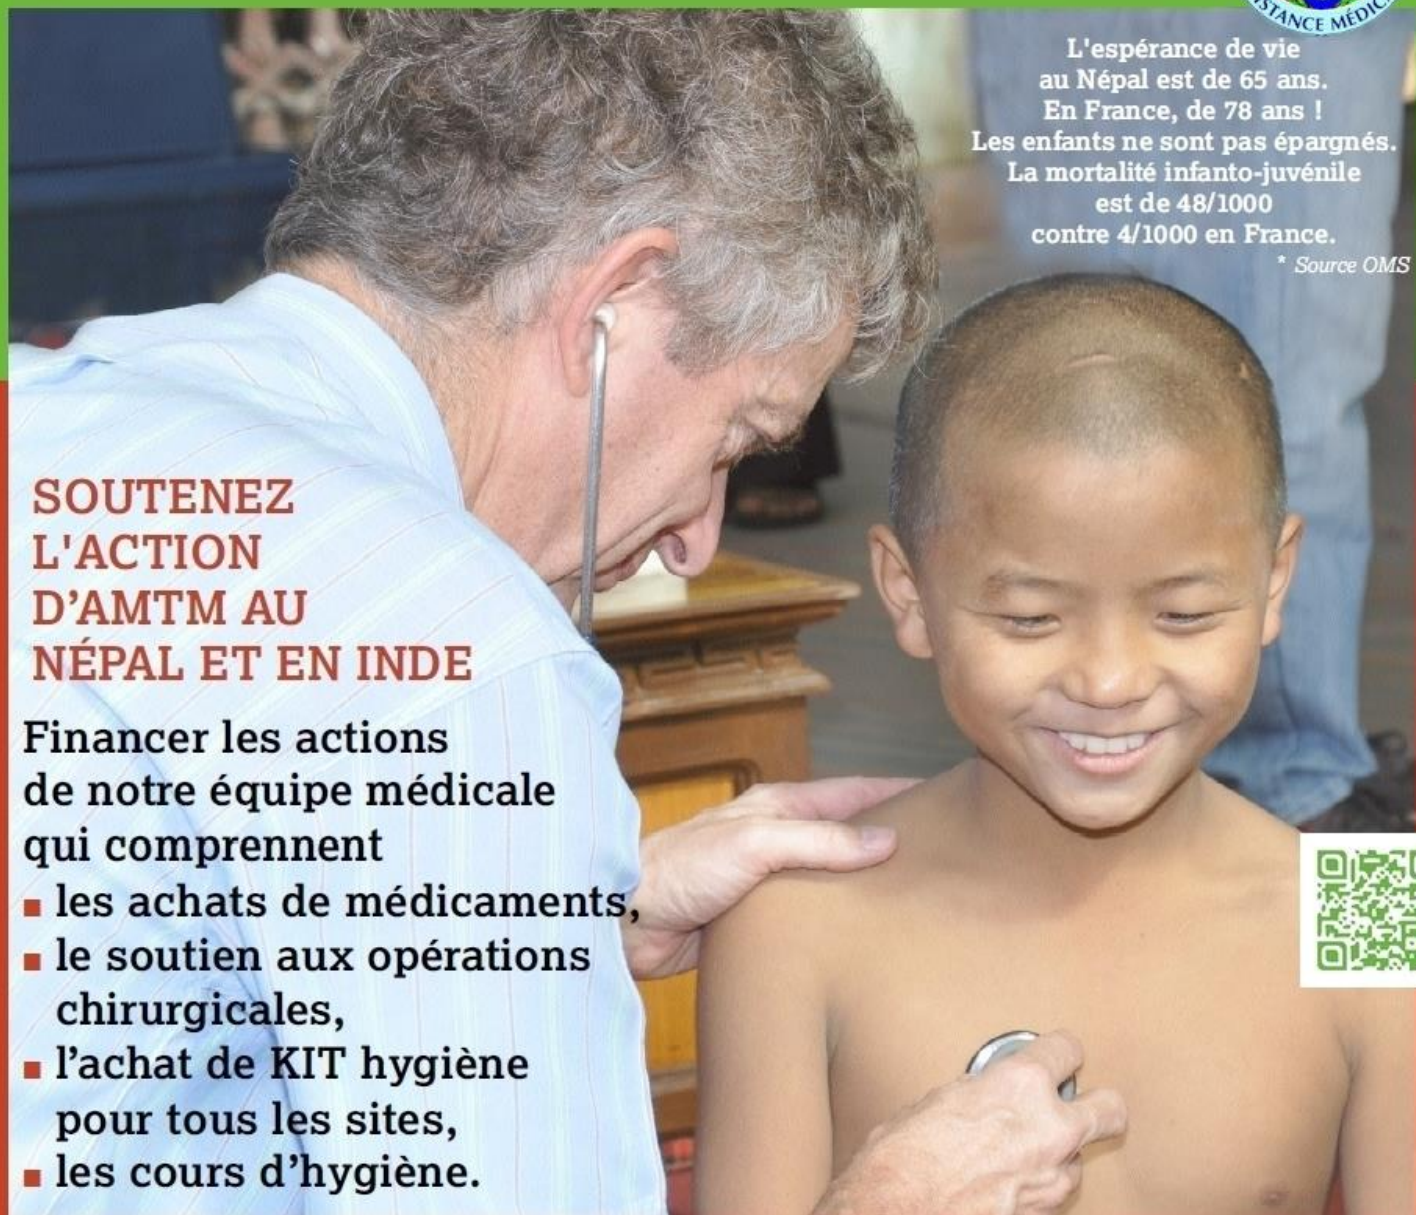 L'espérance de vie
au Népal est de 65 ans.
En France, de 78 ans !
Les enfants ne sont pas épargnés.
La mortalité infanto-juvénile
est de 48/1000
contre 4/1000 en France.
* Source OMS
SOUTENEZ
L'ACTION
D’AMTM AU
NÉPAL ET EN INDE
Financer les actions
de notre équipe médicale
qui comprennent
▪ les achats de médicaments,
▪ le soutien aux opérations
chirurgicales,
▪ l’achat de KIT hygiène
pour tous les sites,
▪ les cours d’hygiène.